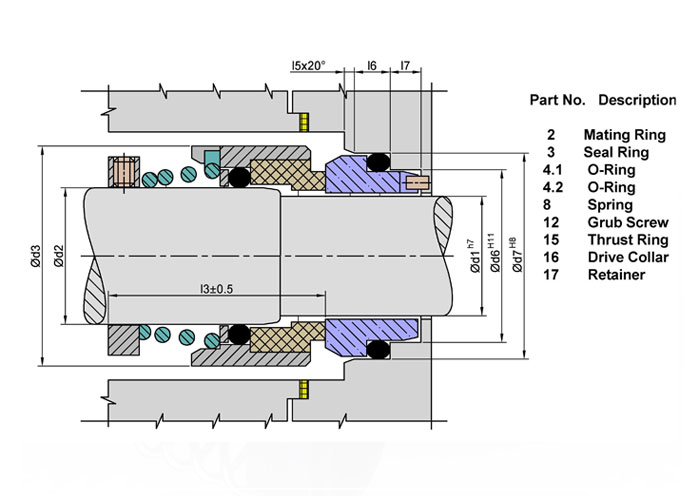 l5x20° l6 l7
Part No. Description
2 Mating Ring
3 Seal Ring
4.1 O-Ring
4.2 O-Ring
8 Spring
12 Grub Screw
15 Thrust Ring
16 Drive Collar
17 Retainer
Ød3 Ød2 Ød1 h7 Ød6 H11 Ød7 H8
l3±0.5